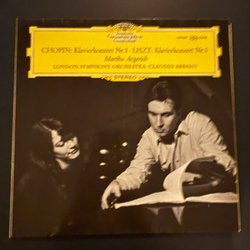 Deutsche
Grammophon
Gesellschaft
CHOPIN: Klavierkonzert Nr. 1 · LISZT: Klavierkonzert Nr. 1
Martha Argerich
LONDON SYMPHONY ORCHESTRA · CLAUDIO ABBADO
STEREO